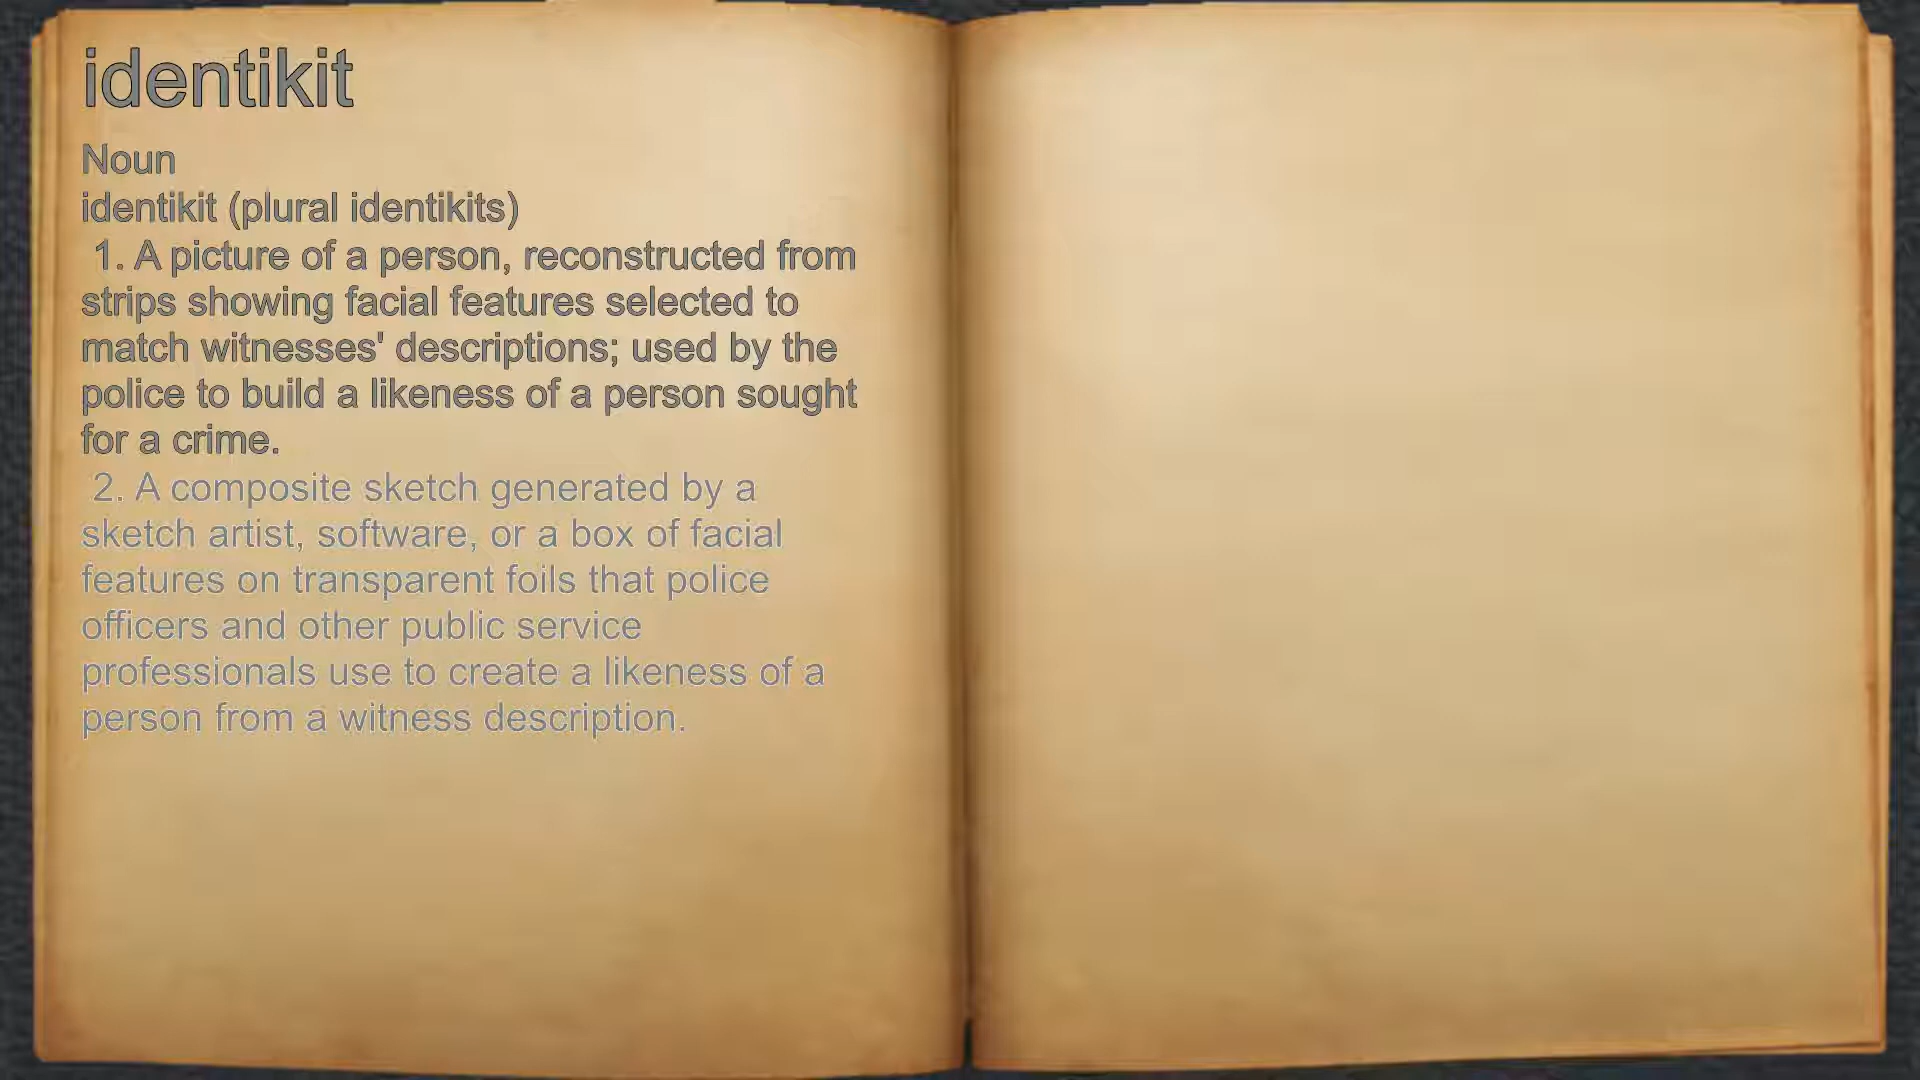 identikit
Noun
identikit (plural identikits)
1. A picture of a person, reconstructed from
strips showing facial features selected to
match witnesses' descriptions; used by the
police to build a likeness of a person sought
for a crime.
2. A composite sketch generated by a
sketch artist, software, or a box of facial
features on transparent foils that police
officers and other public service
professionals use to create a likeness of a
person from a witness description.